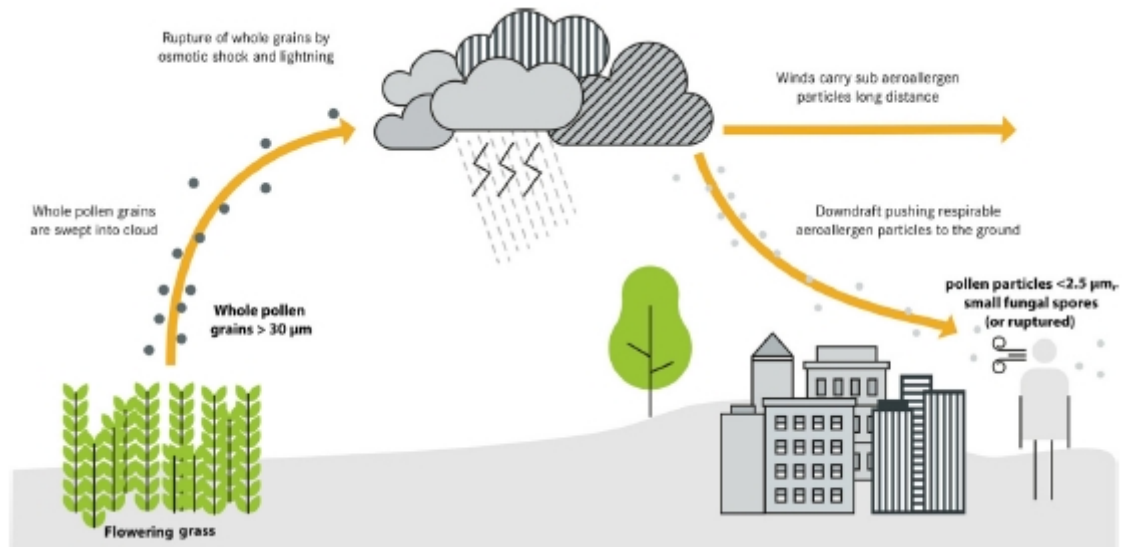 Rupture of whole grains by
osmotic shock and lightning
Winds carry sub aeroallergen
particles long distance
Whole pollen grains
are swept into cloud
Downdraft pushing respirable
aeroallergen particles to the ground
Whole pollen
grains > 30 µm
pollen particles <2.5 µm,
small fungal spores
(or ruptured)
Flowering grass